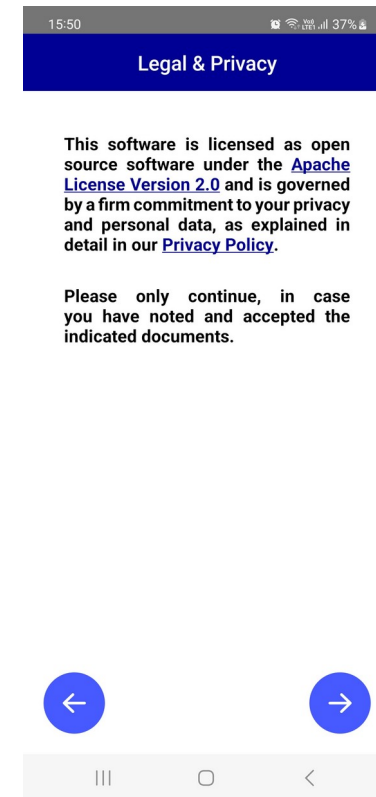 15:50 37%
Legal & Privacy
This software is licensed as open
source software under the Apache
License Version 2.0 and is governed
by a firm commitment to your privacy
and personal data, as explained in
detail in our Privacy Policy.
Please only continue, in case
you have noted and accepted the
indicated documents.